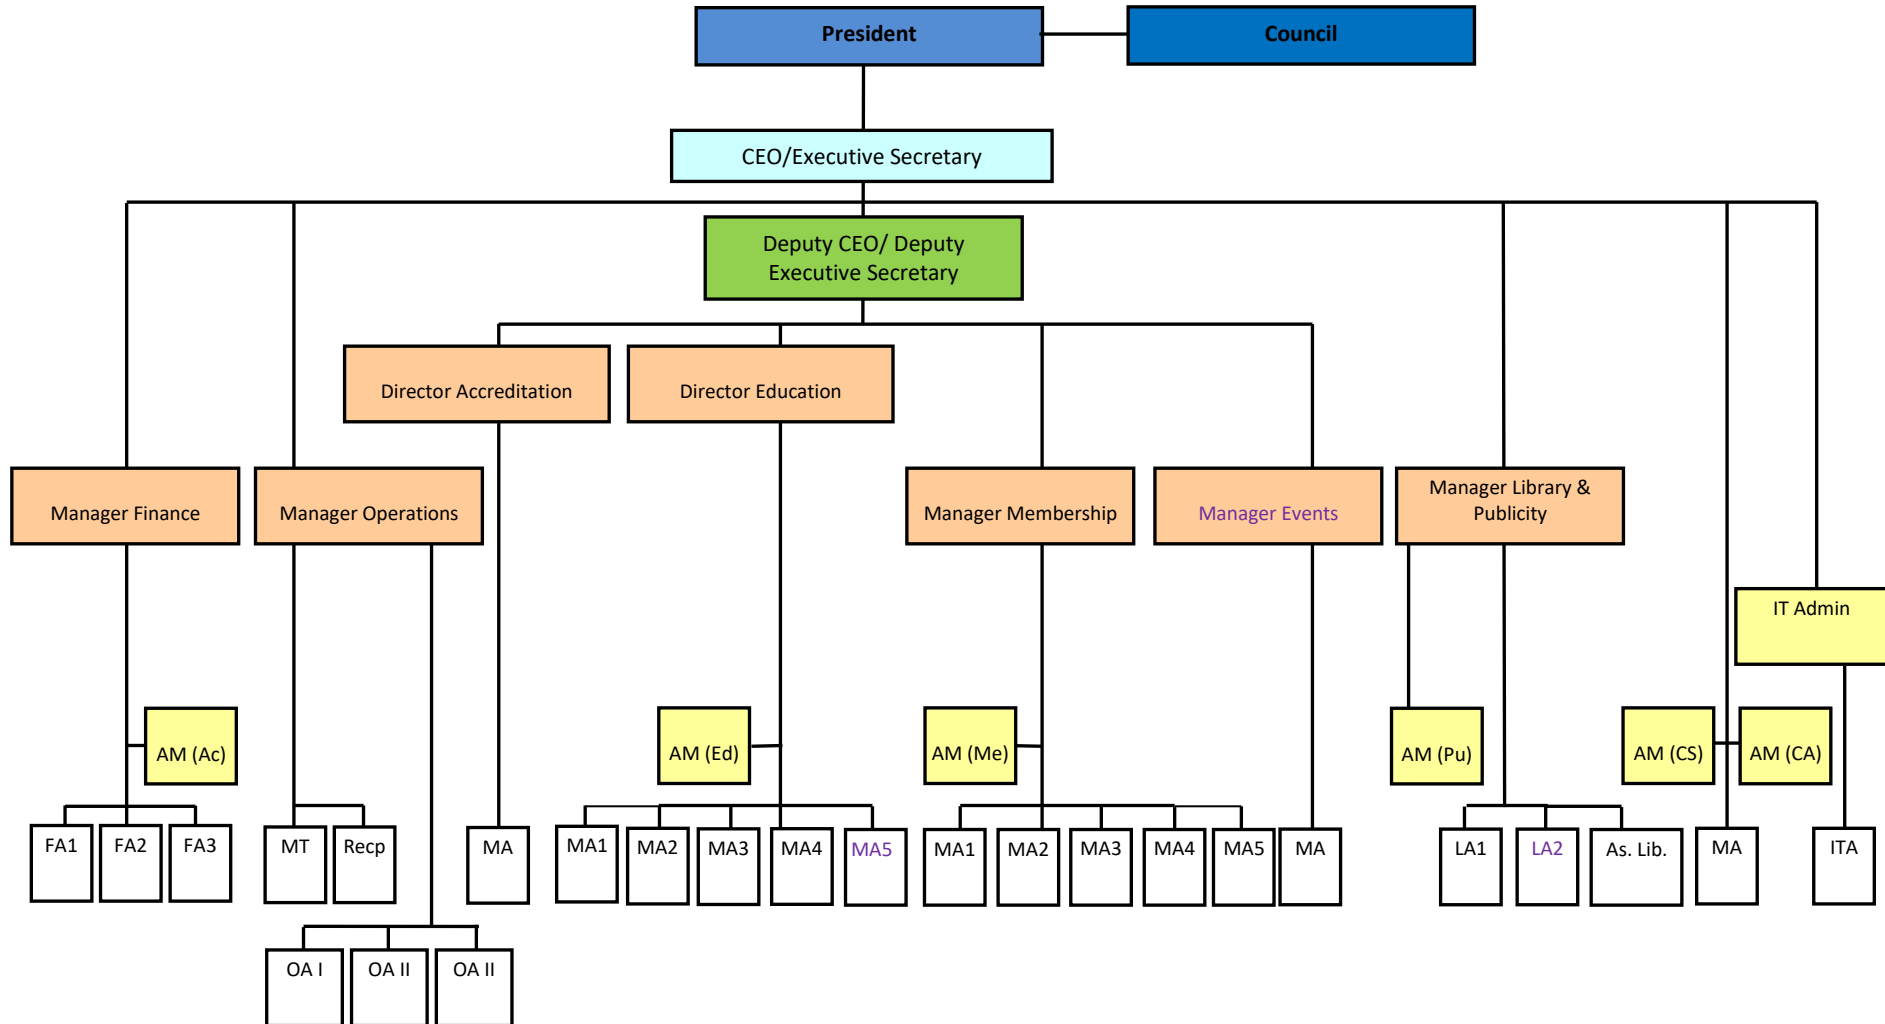 President
Council
CEO/Executive Secretary
Deputy CEO/ Deputy
Executive Secretary
Director Accreditation
Director Education
Manager Finance
Manager Operations
Manager Membership
Manager Events
Manager Library &
Publicity
IT Admin
AM (Ac)
AM (Ed)
AM (Me)
AM (Pu)
AM (CS)
AM (CA)
FA1
FA2
FA3
MT
Recp
MA
MA1
MA2
MA3
MA4
MA5
MA1
MA2
MA3
MA4
MA5
MA
LA1
LA2
As. Lib.
MA
ITA
OA I
OA II
OA II